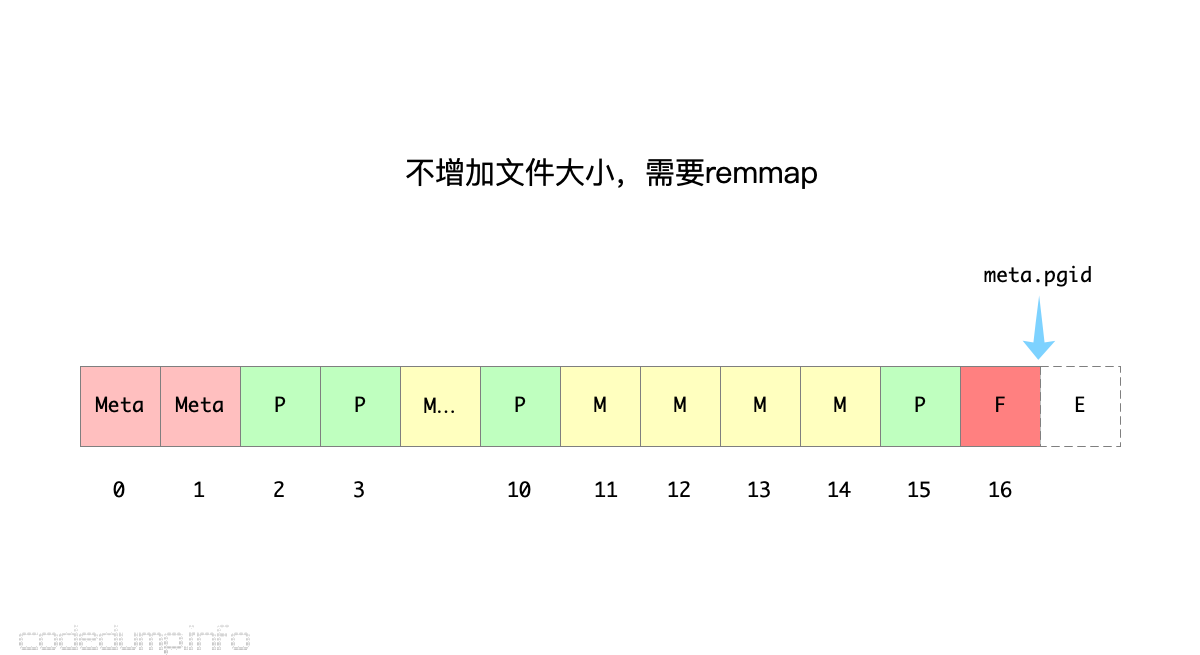 不增加文件大小，需要remmap
meta.pgid
Meta Meta P P M... P M M M M P F E
0 1 2 3 10 11 12 13 14 15 16
codedump.info